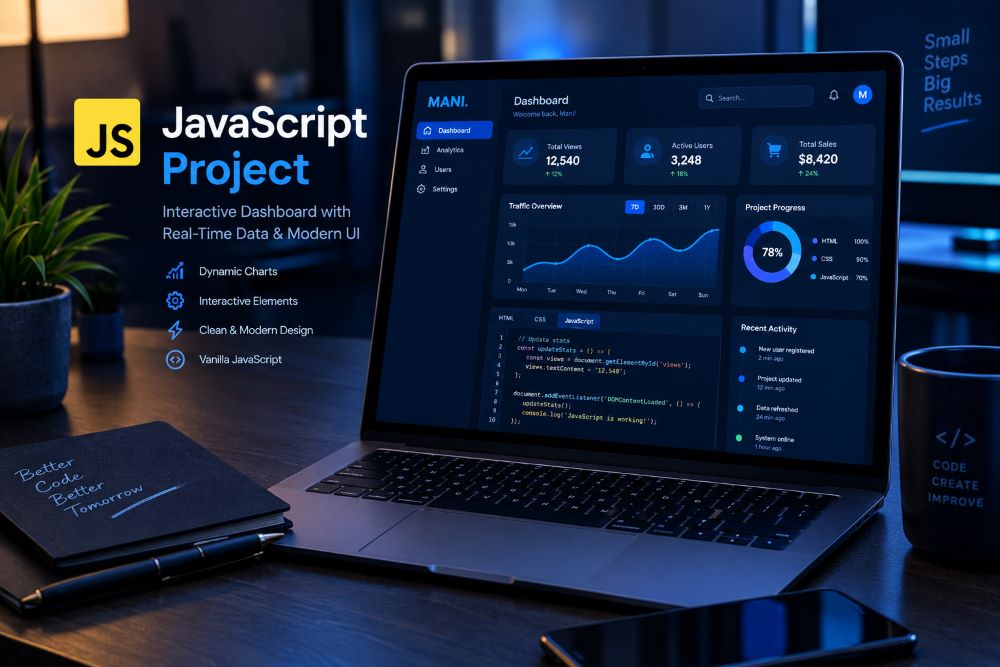 JS
JavaScript
Project
Interactive Dashboard with
Real-Time Data & Modern UI
Dynamic Charts
Interactive Elements
Clean & Modern Design
Vanilla JavaScript
Better
Code
Better
Tomorrow
MANI.
Dashboard
Analytics
Users
Settings
Dashboard
Welcome back, Mani!
Search...
M
Total Views
12,540
↑ 12%
Active Users
3,248
↑ 18%
Total Sales
$8,420
↑ 24%
Traffic Overview
7D 30D 3M 1Y
15k
10k
5k
0
Mon Tue Wed Thu Fri Sat Sun
Project Progress
78%
HTML 100%
CSS 90%
JavaScript 70%
HTML CSS JavaScript
1 // Update stats
2 const updateStats = () => {
3 const views = document.getElementById('views');
4 views.textContent = '12,540';
5 };
6
7 document.addEventListener('DOMContentLoaded', () => {
8 updateStats();
9 console.log('JavaScript is working!');
10 });
Recent Activity
New user registered
2 min ago
Project updated
12 min ago
Data refreshed
24 min ago
System online
1 hour ago
Small
Steps
Big
Results
</>
CODE
CREATE
IMPROVE